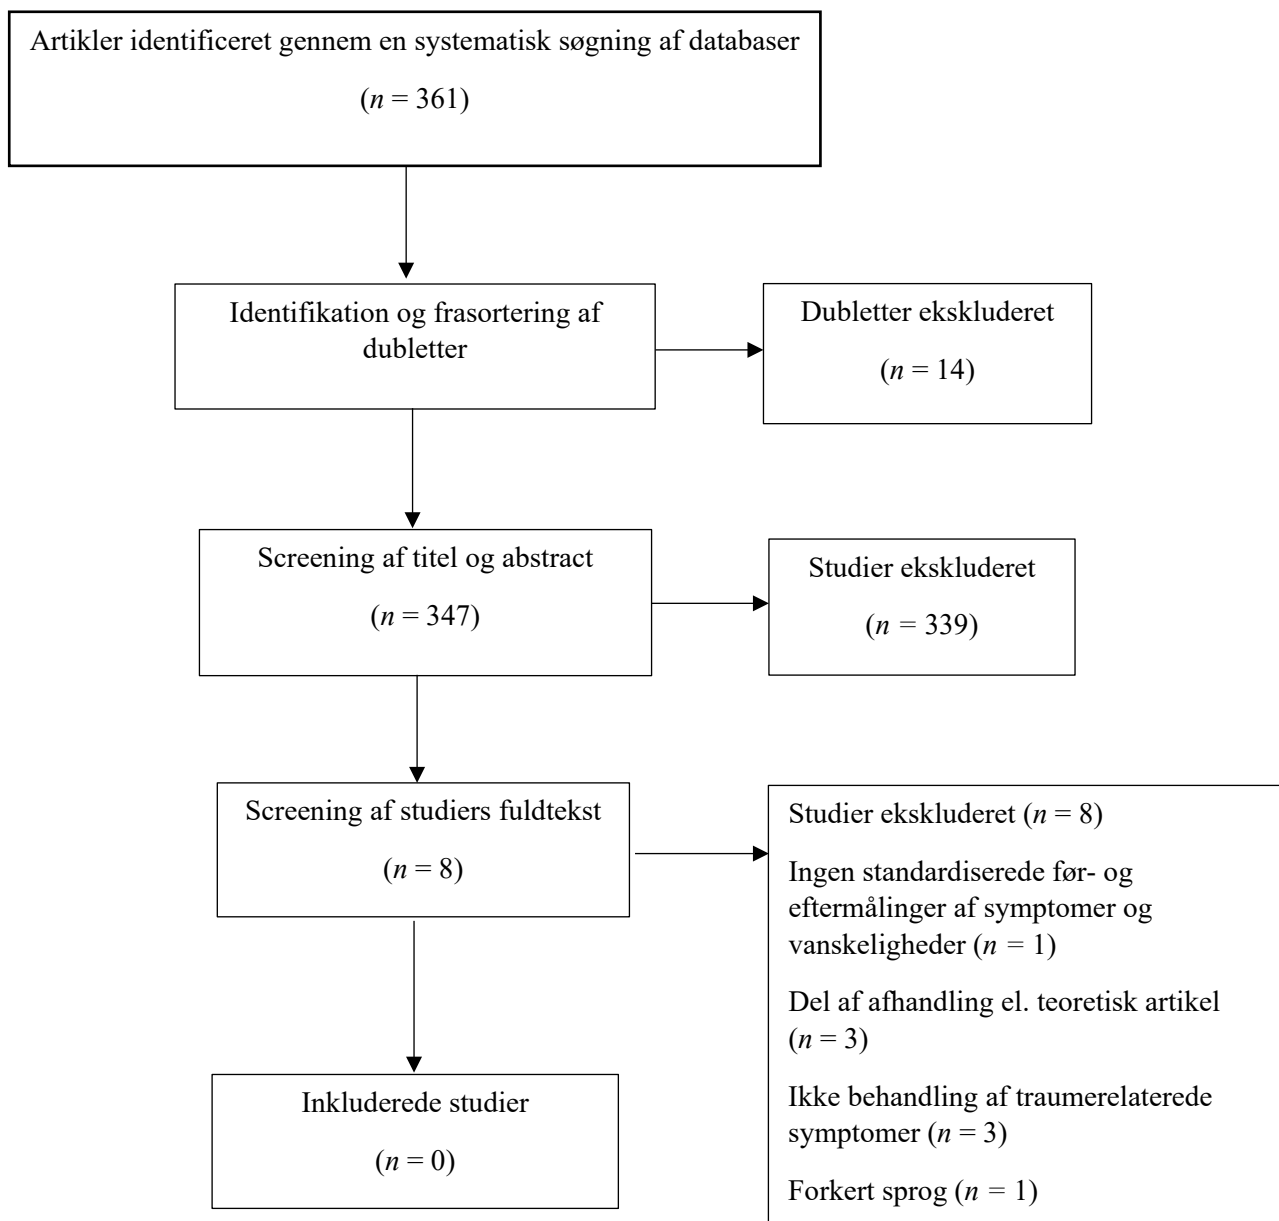 Artikler identificeret gennem en systematisk søgning af databaser
(n = 361)
Identifikation og frasortering af
dubletter
Dubletter ekskluderet
(n = 14)
Screening af titel og abstract
(n = 347)
Studier ekskluderet
(n = 339)
Screening af studiers fuldtekst
(n = 8)
Studier ekskluderet (n = 8)
Ingen standardiserede før- og
eftermålinger af symptomer og
vanskeligheder (n = 1)
Del af afhandling el. teoretisk artikel
(n = 3)
Ikke behandling af traumerelaterede
symptomer (n = 3)
Forkert sprog (n = 1)
Inkluderede studier
(n = 0)